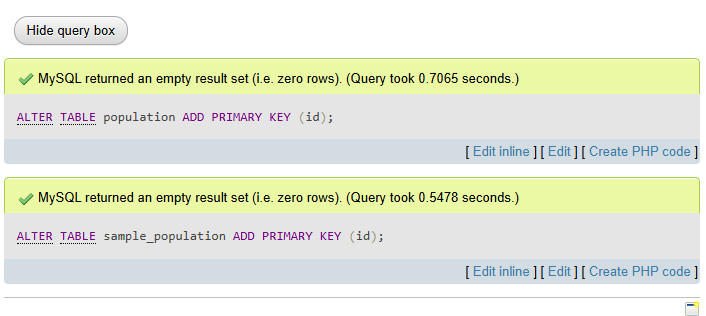 Hide query box
MySQL returned an empty result set (i.e. zero rows). (Query took 0.7065 seconds.)
ALTER TABLE population ADD PRIMARY KEY (id);
[ Edit inline ] [ Edit ] [ Create PHP code ]
MySQL returned an empty result set (i.e. zero rows). (Query took 0.5478 seconds.)
ALTER TABLE sample_population ADD PRIMARY KEY (id);
[ Edit inline ] [ Edit ] [ Create PHP code ]